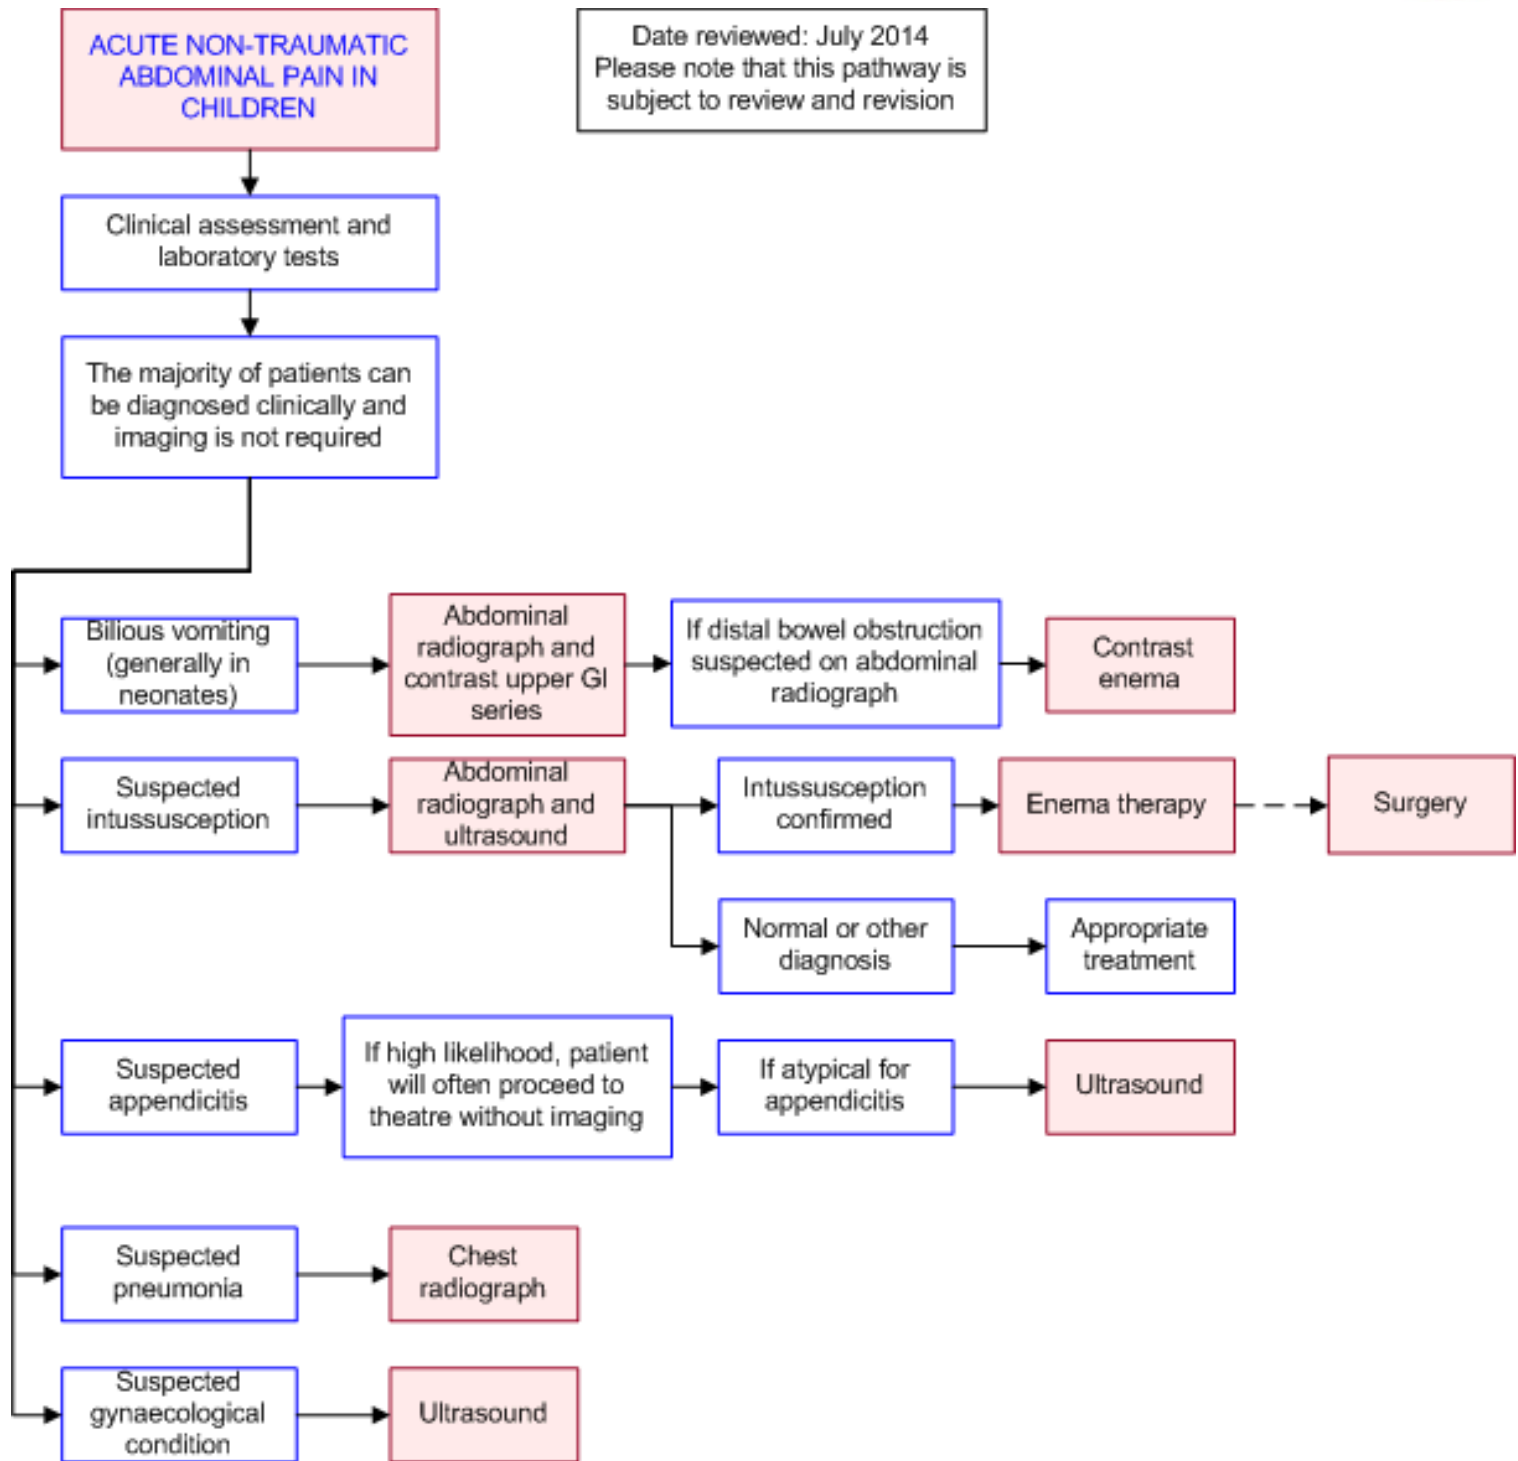 ACUTE NON-TRAUMATIC
ABDOMINAL PAIN IN
CHILDREN
Date reviewed: July 2014
Please note that this pathway is
subject to review and revision
Clinical assessment and
laboratory tests
The majority of patients can
be diagnosed clinically and
imaging is not required
Bilious vomiting
(generally in
neonates)
Abdominal
radiograph and
contrast upper GI
series
If distal bowel obstruction
suspected on abdominal
radiograph
Contrast
enema
Suspected
intussusception
Abdominal
radiograph and
ultrasound
Intussusception
confirmed
Enema therapy
Surgery
Normal or other
diagnosis
Appropriate
treatment
Suspected
appendicitis
If high likelihood, patient
will often proceed to
theatre without imaging
If atypical for
appendicitis
Ultrasound
Suspected
pneumonia
Chest
radiograph
Suspected
gynaecological
condition
Ultrasound